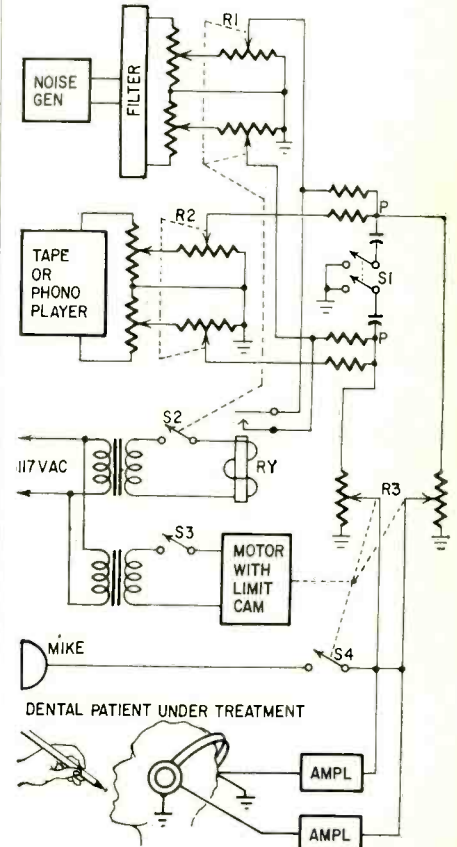 NOISE
GEN
FILTER
R1
R2
TAPE
OR
PHONO
PLAYER
P
S1
P
S2
117VAC
RY
R3
S3
MOTOR
WITH
LIMIT
CAM
MIKE
S4
DENTAL PATIENT UNDER TREATMENT
AMPL
AMPL